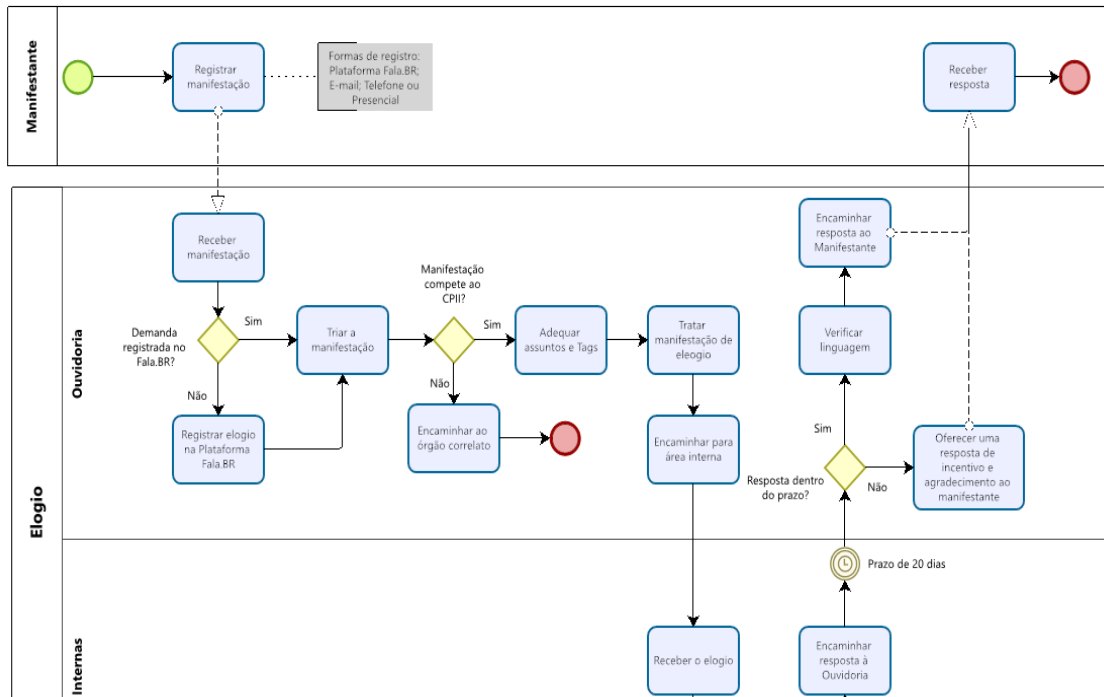 Manifestante
Registrar
manifestação
Formas de registro:
Plataforma Fala.BR;
E-mail; Telefone ou
Presencial
Receber
resposta
Elogio
Ouvidoria
Receber
manifestação
Demanda
registrada no
Fala.BR?
Sim
Não
Registrar elogio
na Plataforma
Fala.BR
Triar a
manifestação
Manifestação
compete ao
CPII?
Sim
Não
Encaminhar ao
órgão correlato
Adequar
assuntos e Tags
Tratar
manifestação de
eleogio
Encaminhar para
área interna
Encaminhar
resposta ao
Manifestante
Verificar
linguagem
Sim
Resposta dentro
do prazo?
Não
Oferecer uma
resposta de
incentivo e
agradecimento ao
manifestante
Prazo de 20 dias
Internas
Receber o elogio
Encaminhar
resposta à
Ouvidoria